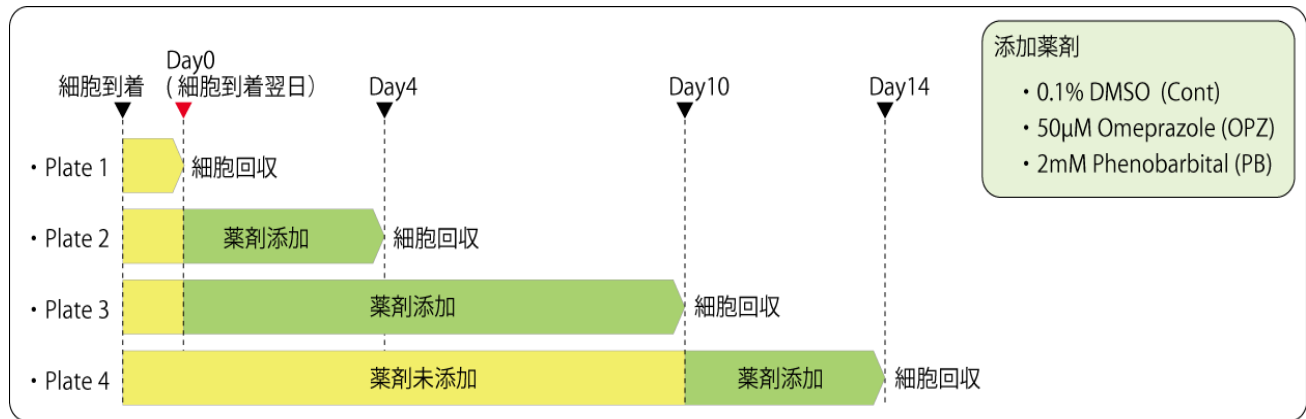 細胞到着
Day0
( 細胞到着翌日）
Day4
Day10
Day14
・Plate 1
細胞回収
・Plate 2
薬剤添加
細胞回収
・Plate 3
薬剤添加
細胞回収
・Plate 4
薬剤未添加
薬剤添加
細胞回収
添加薬剤
・0.1% DMSO (Cont)
・50μM Omeprazole (OPZ)
・2mM Phenobarbital (PB)